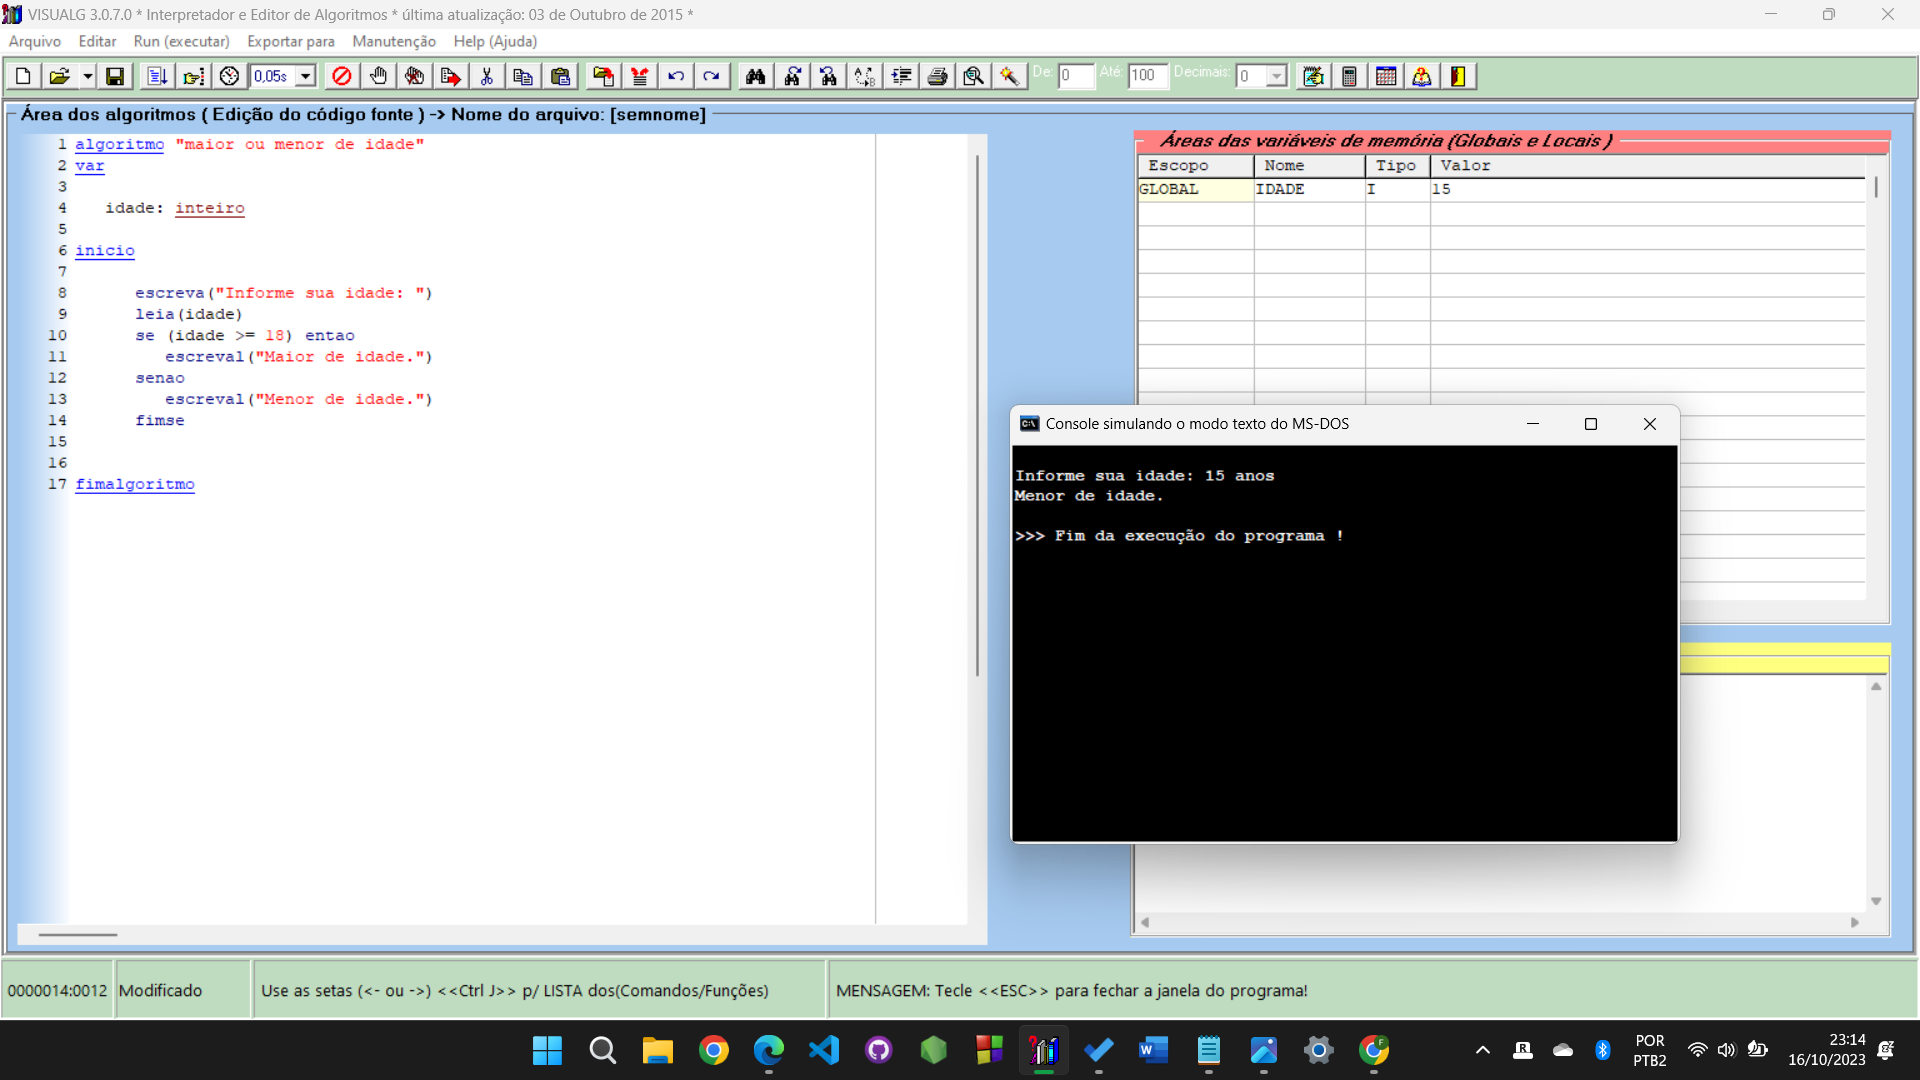 VISUALG 3.0.7.0 * Interpretador e Editor de Algoritmos * última atualização: 03 de Outubro de 2015 *
Arquivo Editar Run (executar) Exportar para Manutenção Help (Ajuda)
0,05s De: 0 Até: 100 Decimais: 0
Área dos algoritmos ( Edição do código fonte ) -> Nome do arquivo: [semnome]
1 algoritmo "maior ou menor de idade"
2 var
3
4 idade: inteiro
5
6 inicio
7
8 escreva("Informe sua idade: ")
9 leia(idade)
10 se (idade >= 18) entao
11 escreval("Maior de idade.")
12 senao
13 escreval("Menor de idade.")
14 fimse
15
16
17 fimalgoritmo
Áreas das variáveis de memória (Globais e Locais )
Escopo Nome Tipo Valor
GLOBAL IDADE I 15
Console simulando o modo texto do MS-DOS
Informe sua idade: 15 anos
Menor de idade.
>>> Fim da execução do programa !
0000014:0012 Modificado Use as setas (<- ou ->) <<Ctrl J>> p/ LISTA dos(Comandos/Funções) MENSAGEM: Tecle <<ESC>> para fechar a janela do programa!
POR
PTB2
23:14
16/10/2023